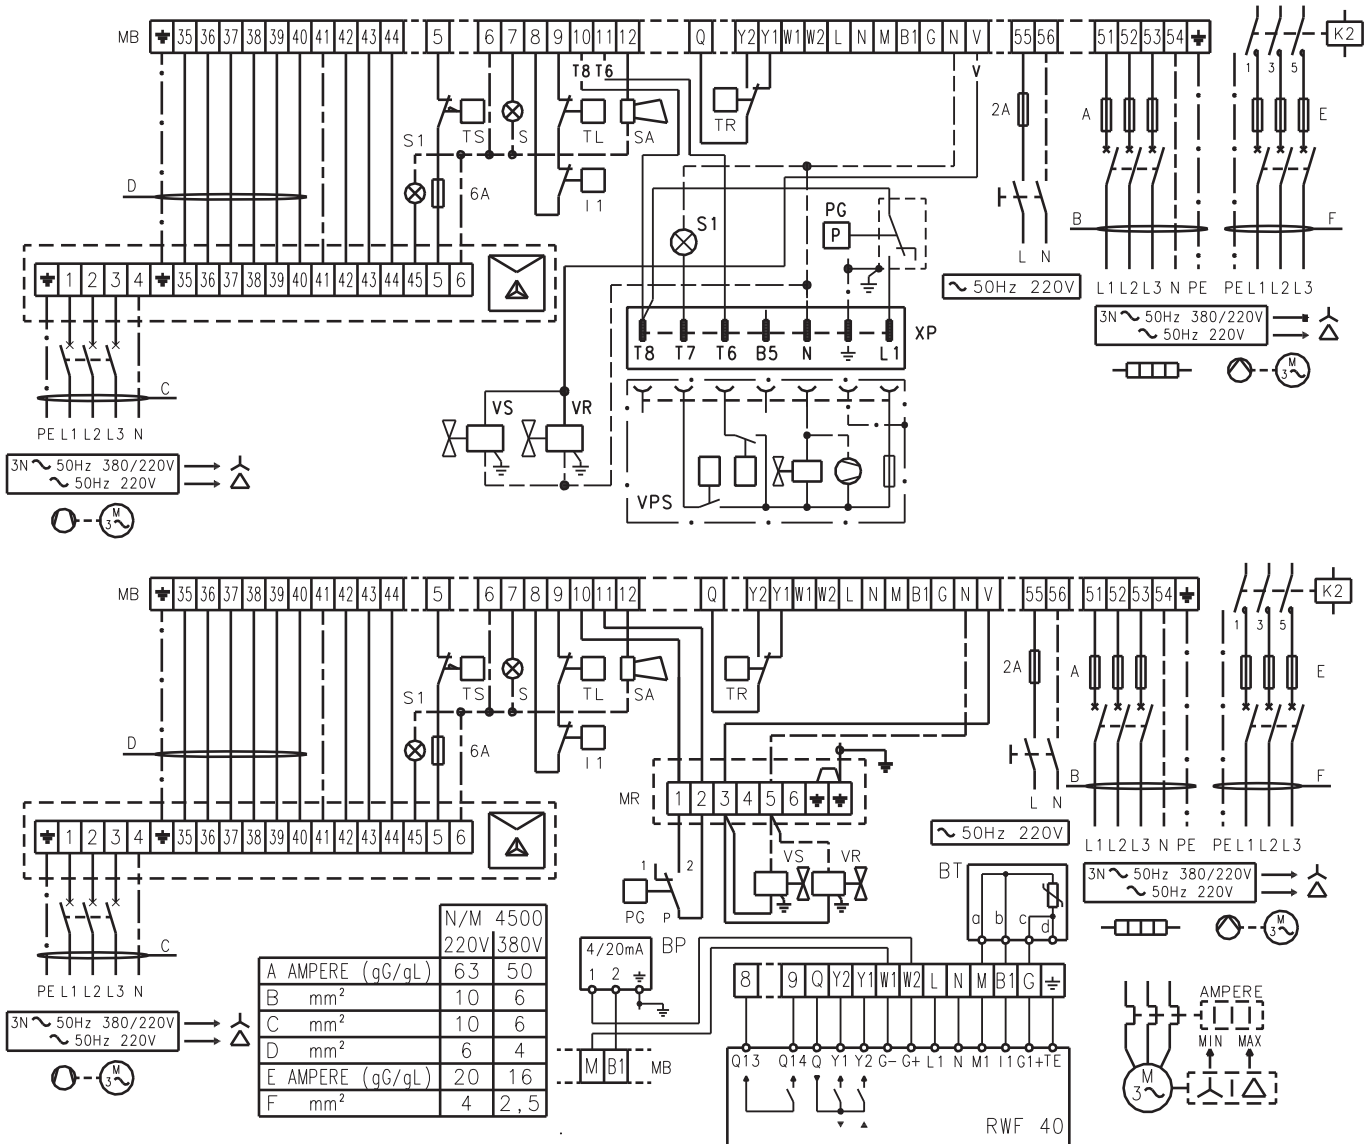 MB 35 36 37 38 39 40 41 42 43 44 5 6 7 8 9 10 11 12 Q Y2 Y1 W1 W2 L N M B1 G N V 55 56 51 52 53 54
K2
1 3 5
T8 T6 V
2A A E
S1 TS S TL SA TR
D 6A I1
S1 PG P
B F
L N
L1 L2 L3 N PE PE L1 L2 L3
1 2 3 4 35 36 37 38 39 40 41 42 43 44 45 5 6
50Hz 220V
3N 50Hz 380/220V
50Hz 220V
XP
T8 T7 T6 B5 N L1
M
3
C
VS VR
PE L1 L2 L3 N
3N 50Hz 380/220V
50Hz 220V
M
3
VPS
MB 35 36 37 38 39 40 41 42 43 44 5 6 7 8 9 10 11 12 Q Y2 Y1 W1 W2 L N M B1 G N V 55 56 51 52 53 54
K2
1 3 5
2A A E
S1 TS S TL SA TR
D 6A I1
B F
MR 1 2 3 4 5 6
L N
1 2 3 4 35 36 37 38 39 40 41 42 43 44 45 5 6
50Hz 220V
L1 L2 L3 N PE PE L1 L2 L3
1 2
PG P
VS VR
BT
a b c d
3N 50Hz 380/220V
50Hz 220V
M
3
C
PE L1 L2 L3 N
3N 50Hz 380/220V
50Hz 220V
M
3
N/M 4500
220V 380V
A AMPERE (gG/gL) 63 50
B mm² 10 6
C mm² 10 6
D mm² 6 4
E AMPERE (gG/gL) 20 16
F mm² 4 2,5
4/20mA BP
1 2
M B1 MB
8 9 Q Y2 Y1 W1 W2 L N M B1 G
Q13 Q14 Q Y1 Y2 G- G+ L1 N M1 I1 G1+ TE
RWF 40
AMPERE
MIN MAX
M
3